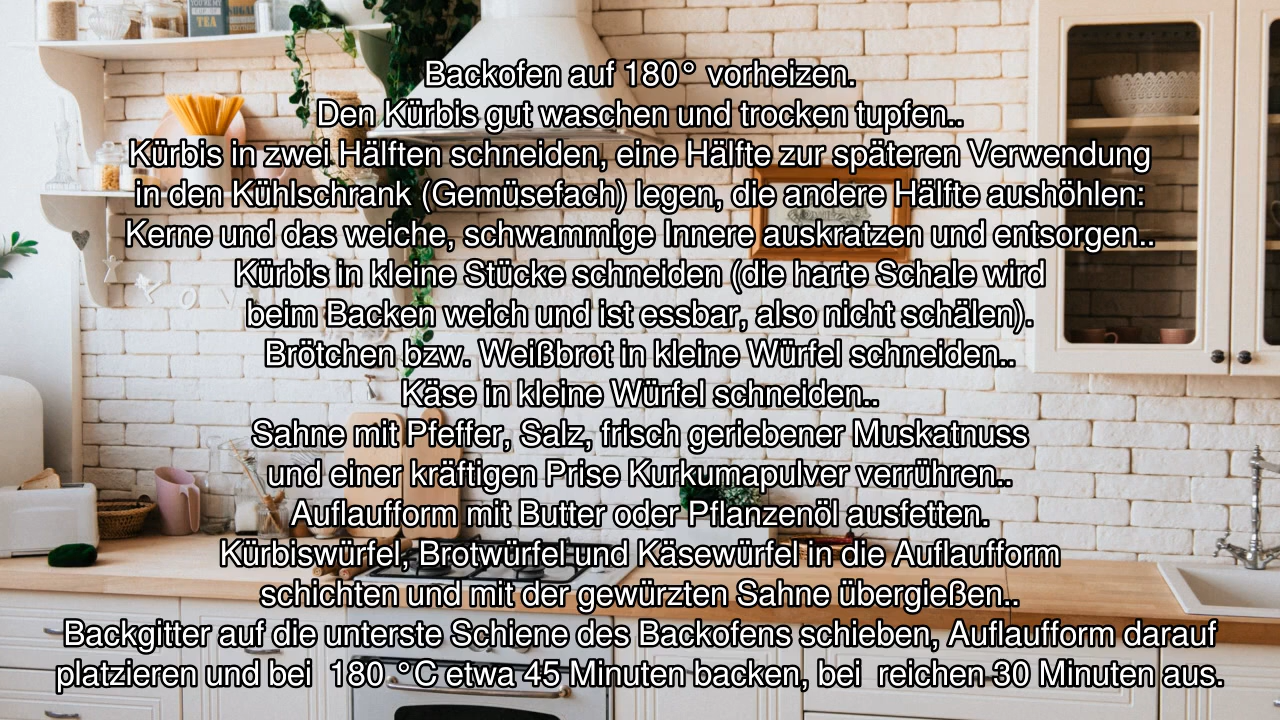 TEA
Backofen auf 180° vorheizen.
Den Kürbis gut waschen und trocken tupfen..
Kürbis in zwei Hälften schneiden, eine Hälfte zur späteren Verwendung
in den Kühlschrank (Gemüsefach) legen, die andere Hälfte aushöhlen:
Kerne und das weiche, schwammige Innere auskratzen und entsorgen..
Kürbis in kleine Stücke schneiden (die harte Schale wird
beim Backen weich und ist essbar, also nicht schälen).
Brötchen bzw. Weißbrot in kleine Würfel schneiden..
Käse in kleine Würfel schneiden..
Sahne mit Pfeffer, Salz, frisch geriebener Muskatnuss
und einer kräftigen Prise Kurkumapulver verrühren..
Auflaufform mit Butter oder Pflanzenöl ausfetten.
Kürbiswürfel, Brotwürfel und Käsewürfel in die Auflaufform
schichten und mit der gewürzten Sahne übergießen..
Backgitter auf die unterste Schiene des Backofens schieben, Auflaufform darauf
platzieren und bei  180 °C etwa 45 Minuten backen, bei  reichen 30 Minuten aus.